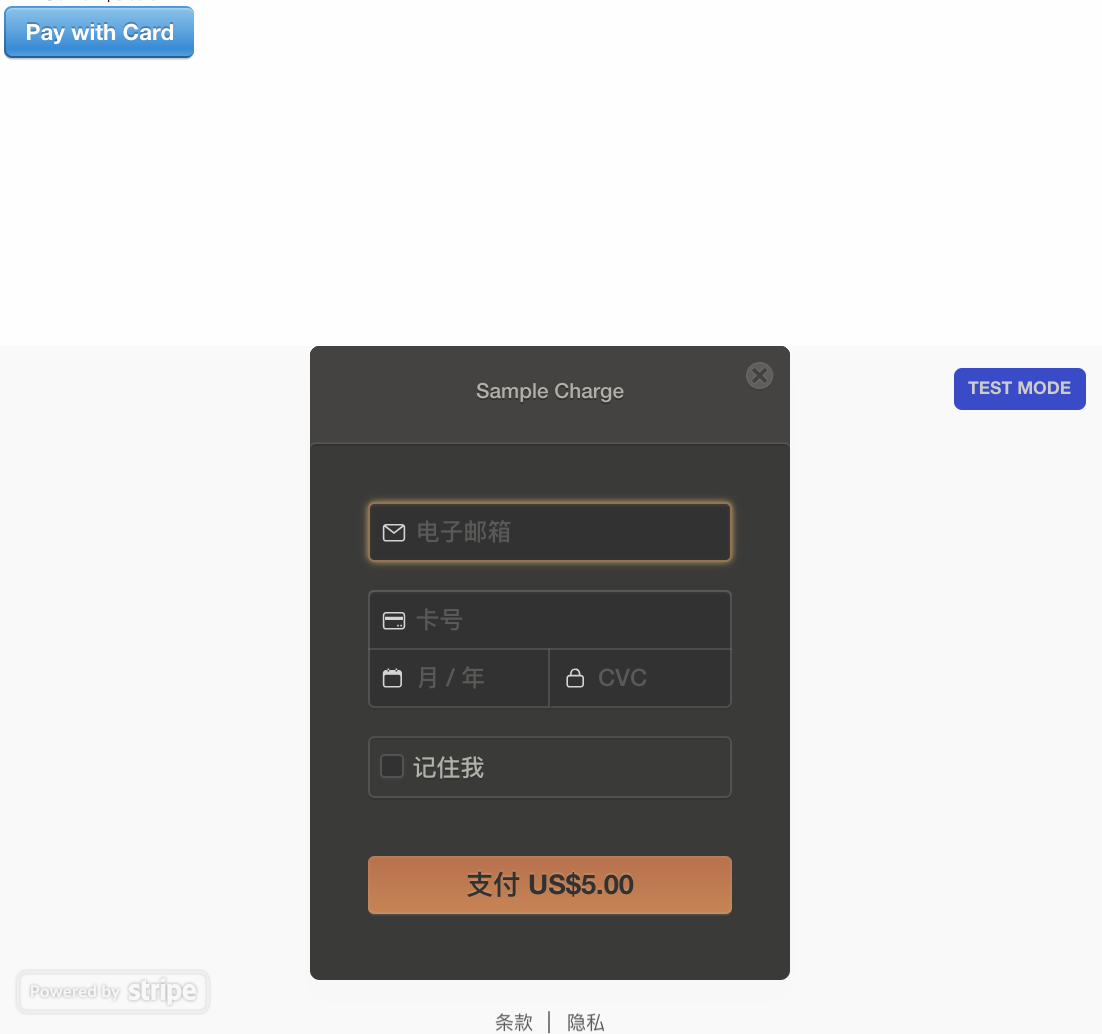 Pay with Card
Sample Charge
TEST MODE
电子邮箱
卡号
月 / 年
CVC
记住我
支付 US$5.00
Powered by stripe
条款 | 隐私